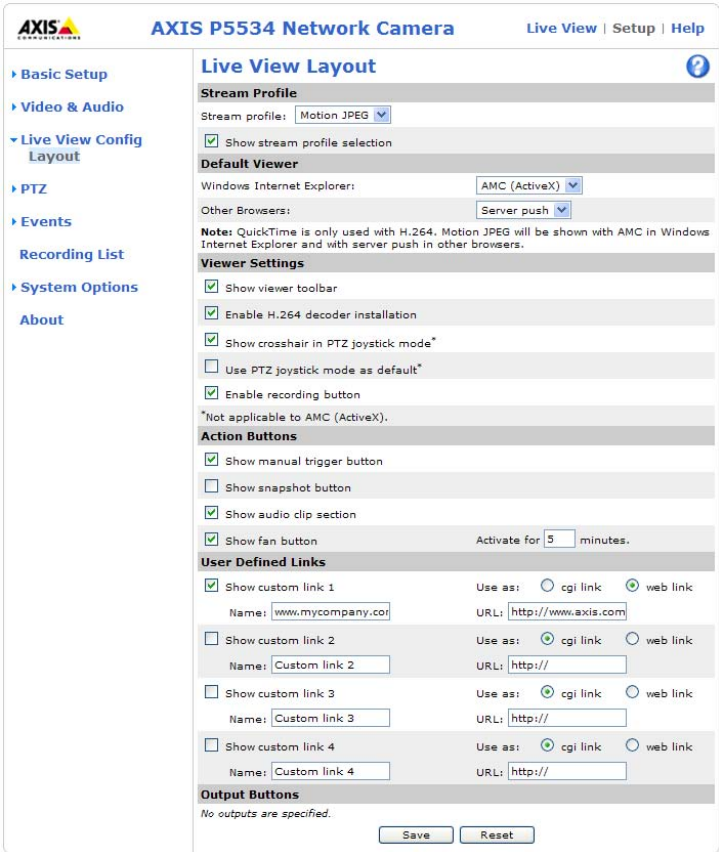 AXIS
COMMUNICATIONS
AXIS P5534 Network Camera
Live View | Setup | Help
Basic Setup
Video & Audio
Live View Config
Layout
PTZ
Events
Recording List
System Options
About
Live View Layout
?
Stream Profile
Stream profile: Motion JPEG
Show stream profile selection
Default Viewer
Windows Internet Explorer: AMC (ActiveX)
Other Browsers: Server push
Note: QuickTime is only used with H.264. Motion JPEG will be shown with AMC in Windows
Internet Explorer and with server push in other browsers.
Viewer Settings
Show viewer toolbar
Enable H.264 decoder installation
Show crosshair in PTZ joystick mode*
Use PTZ joystick mode as default*
Enable recording button
*Not applicable to AMC (ActiveX).
Action Buttons
Show manual trigger button
Show snapshot button
Show audio clip section
Show fan button Activate for 5 minutes.
User Defined Links
Show custom link 1 Use as: cgi link web link
Name: www.mycompany.cor URL: http://www.axis.com
Show custom link 2 Use as: cgi link web link
Name: Custom link 2 URL: http://
Show custom link 3 Use as: cgi link web link
Name: Custom link 3 URL: http://
Show custom link 4 Use as: cgi link web link
Name: Custom link 4 URL: http://
Output Buttons
No outputs are specified.
Save Reset